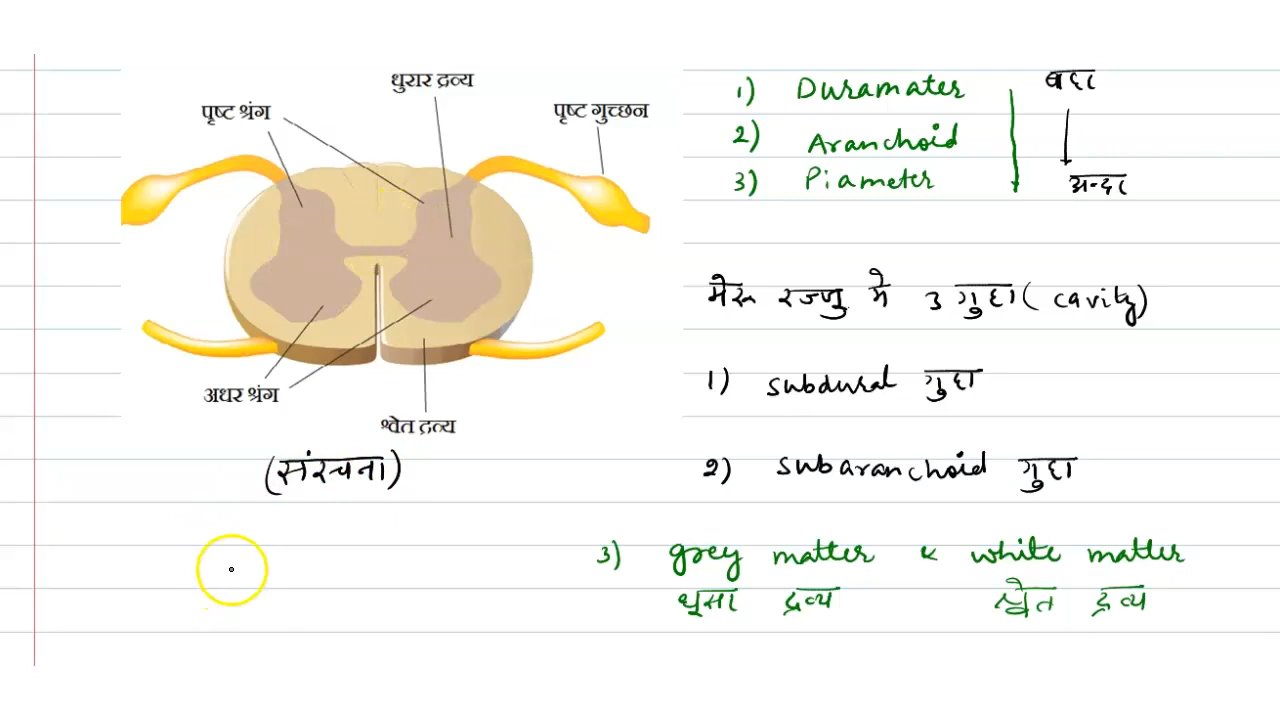 धुरार द्रव्य
पृष्ट श्रंग
पृष्ट गुच्छन
अधर श्रंग
श्वेत द्रव्य
(संरचना)
1) Duramater
2) Aranchoid
3) Piameter
बाहर
अन्दर
मेरू रज्जु मे 3 गुहा (cavity)
1) subdural गुहा
2) subaranchoid गुहा
3) grey matter & white matter
धूसर द्रव्य श्वेत द्रव्य